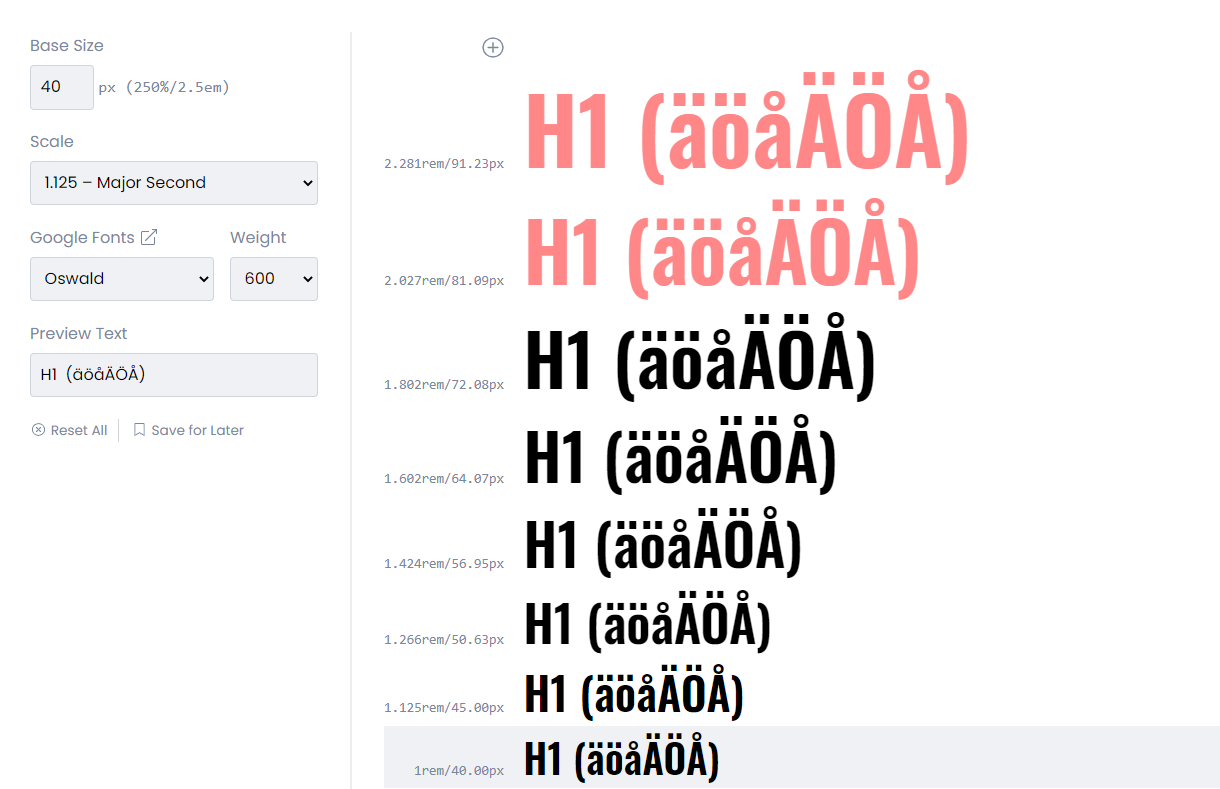 Base Size
40 px (250%/2.5em)
Scale
1.125 – Major Second
Google Fonts Weight
Oswald 600
Preview Text
H1 (äöåÄÖÅ)
Reset All Save for Later
2.281rem/91.23px H1 (äöåÄÖÅ)
2.027rem/81.09px H1 (äöåÄÖÅ)
1.802rem/72.08px H1 (äöåÄÖÅ)
1.602rem/64.07px H1 (äöåÄÖÅ)
1.424rem/56.95px H1 (äöåÄÖÅ)
1.266rem/50.63px H1 (äöåÄÖÅ)
1.125rem/45.00px H1 (äöåÄÖÅ)
1rem/40.00px H1 (äöåÄÖÅ)